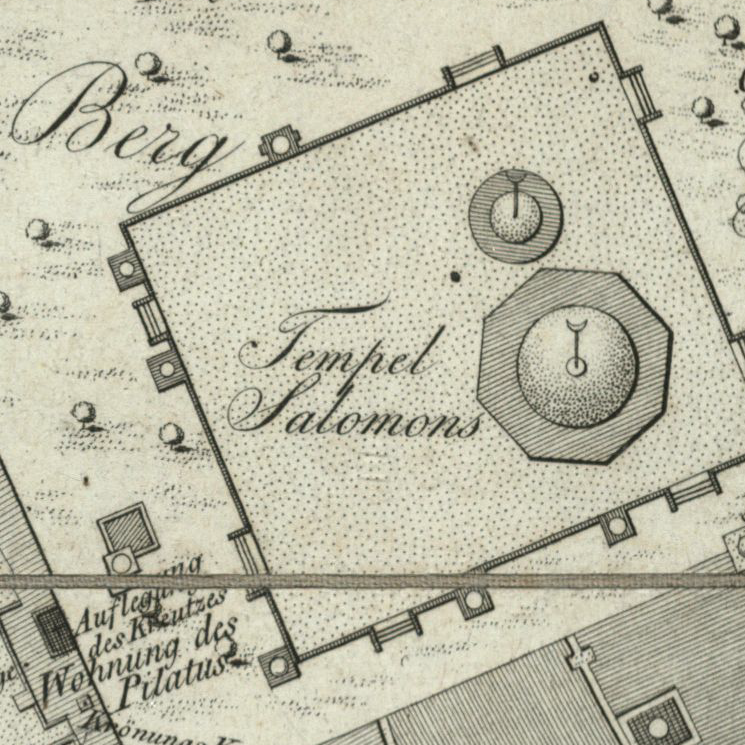 Berg
Tempel
Salomons
Auflegung
des Kreutzes
Wohnung des
Pilatus